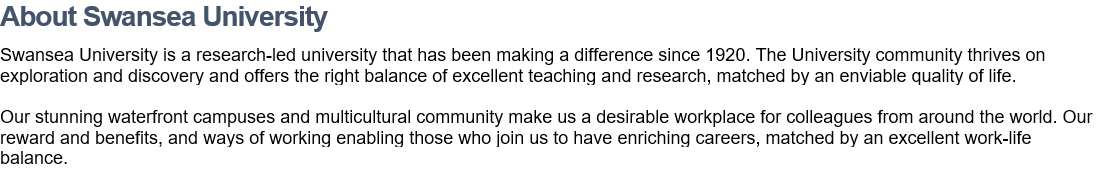 About Swansea University
Swansea University is a research-led university that has been making a difference since 1920. The University community thrives on
exploration and discovery and offers the right balance of excellent teaching and research, matched by an enviable quality of life.
Our stunning waterfront campuses and multicultural community make us a desirable workplace for colleagues from around the world. Our
reward and benefits, and ways of working enabling those who join us to have enriching careers, matched by an excellent work-life
balance.